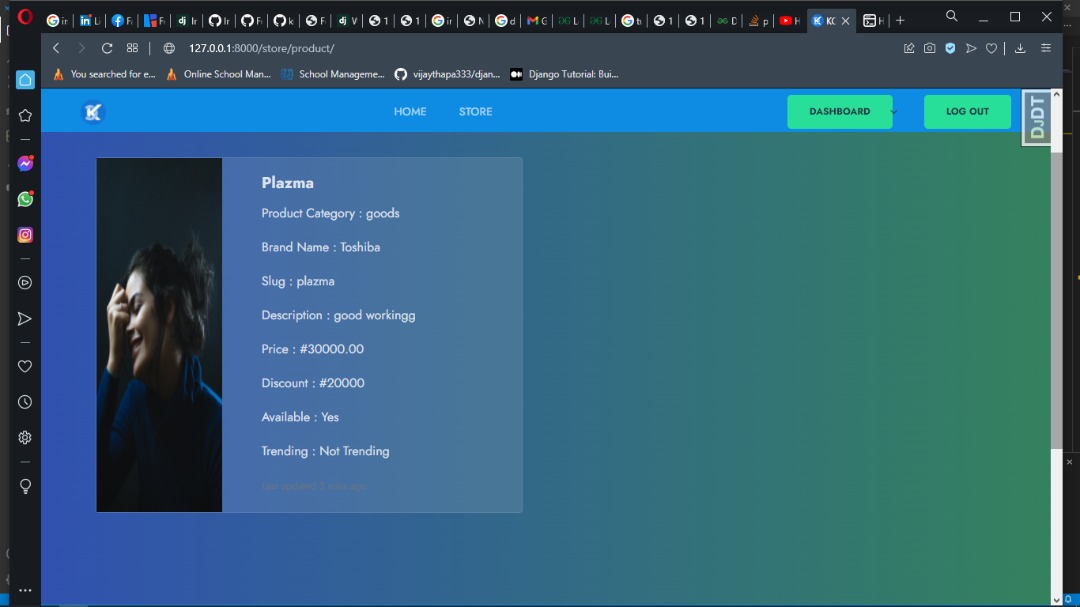 127.0.0.1:8000/store/product/
You searched for e...
Online School Man...
School Manageme...
vijaythapa333/djan...
Django Tutorial: Bui...
HOME
STORE
DASHBOARD
LOG OUT
DJDT
Plazma
Product Category : goods
Brand Name : Toshiba
Slug : plazma
Description : good workingg
Price : #30000.00
Discount : #20000
Available : Yes
Trending : Not Trending
Last updated 3 mins ago